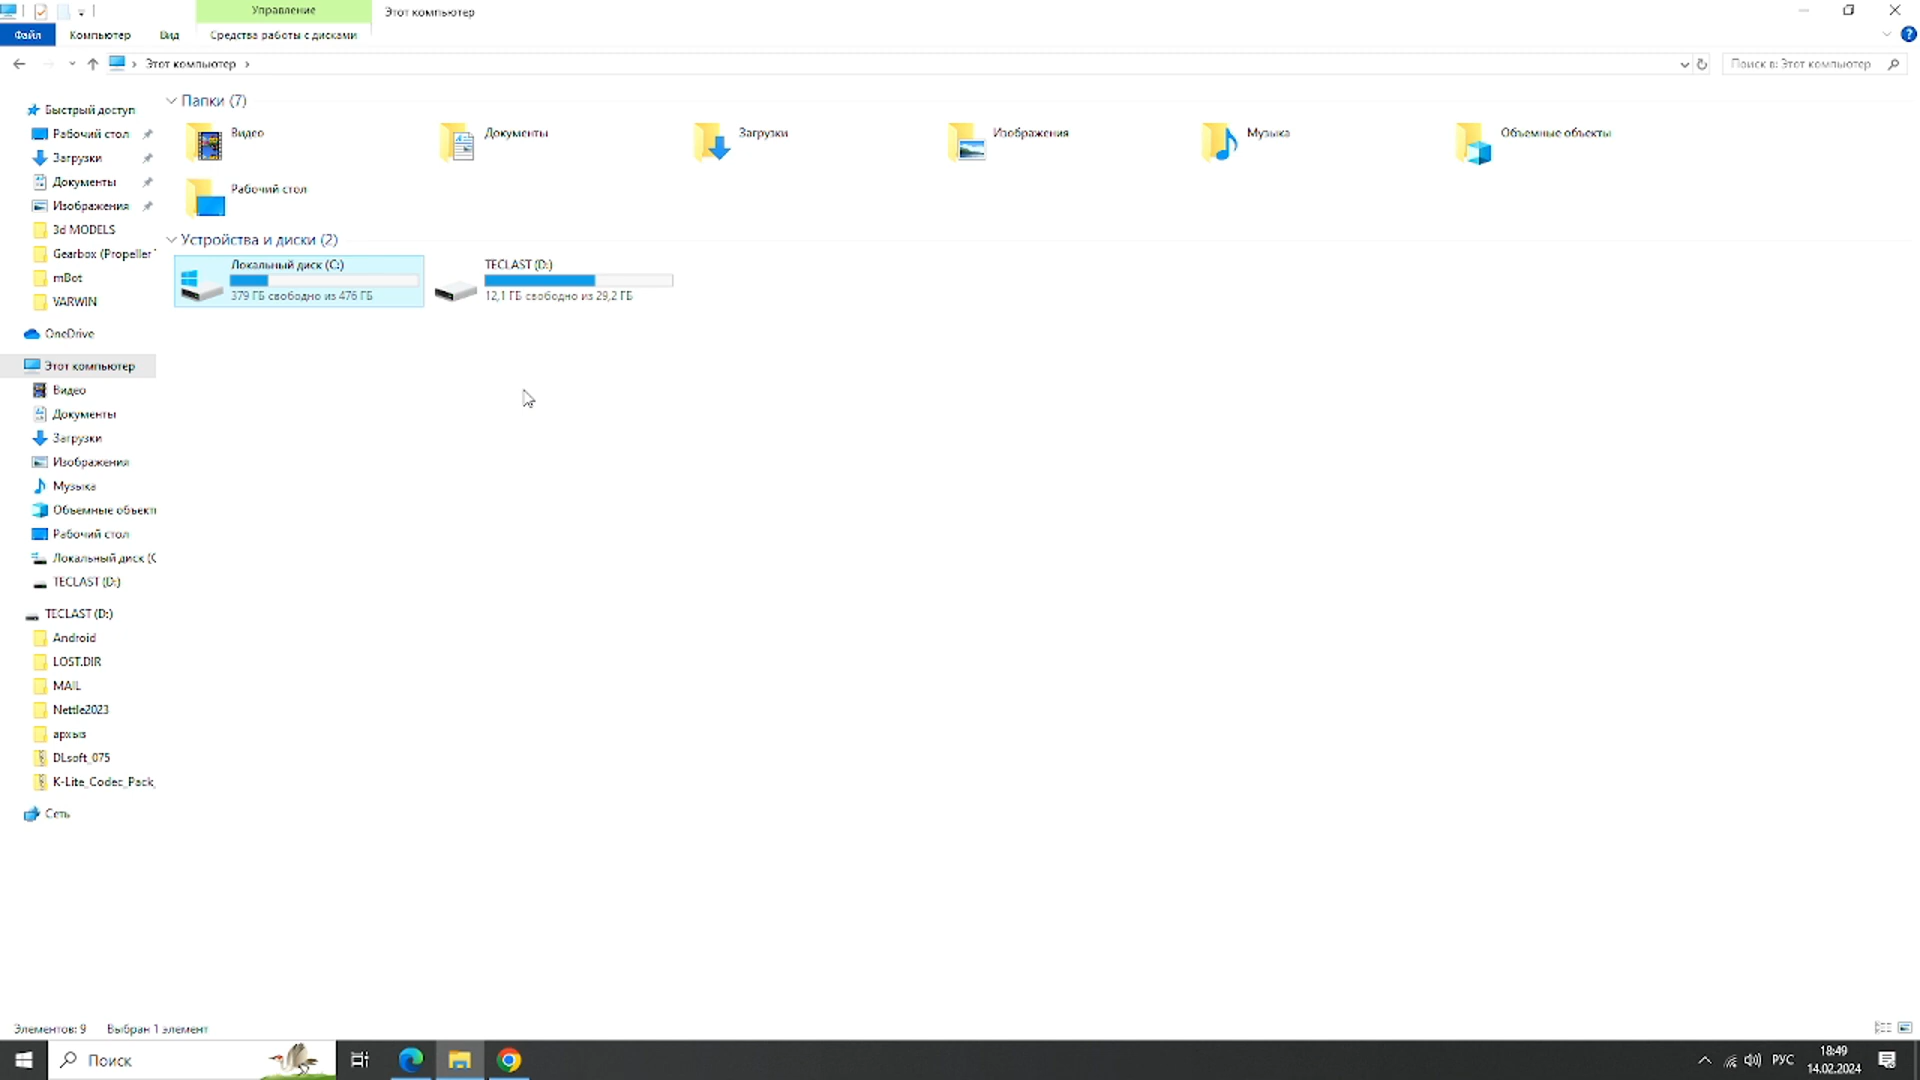 Управление
Этот компьютер
Файл
Компьютер
Вид
Средства работы с дисками
Этот компьютер
Поиск в: Этот компьютер
Быстрый доступ
Рабочий стол
Загрузки
Документы
Изображения
3d MODELS
Gearbox (Propeller
mBot
VARWIN
OneDrive
Этот компьютер
Видео
Документы
Загрузки
Изображения
Музыка
Объемные объект
Рабочий стол
Локальный диск (C
TECLAST (D:)
TECLAST (D:)
Android
LOST.DIR
MAIL
Nettle2023
архыз
DLsoft_075
K-Lite_Codec_Pack_
Сеть
Папки (7)
Видео
Документы
Загрузки
Изображения
Музыка
Объемные объекты
Рабочий стол
Устройства и диски (2)
Локальный диск (C:)
379 ГБ свободно из 476 ГБ
TECLAST (D:)
12,1 ГБ свободно из 29,2 ГБ
Элементов: 9
Выбран 1 элемент
Поиск
РУС
18:49
14.02.2024